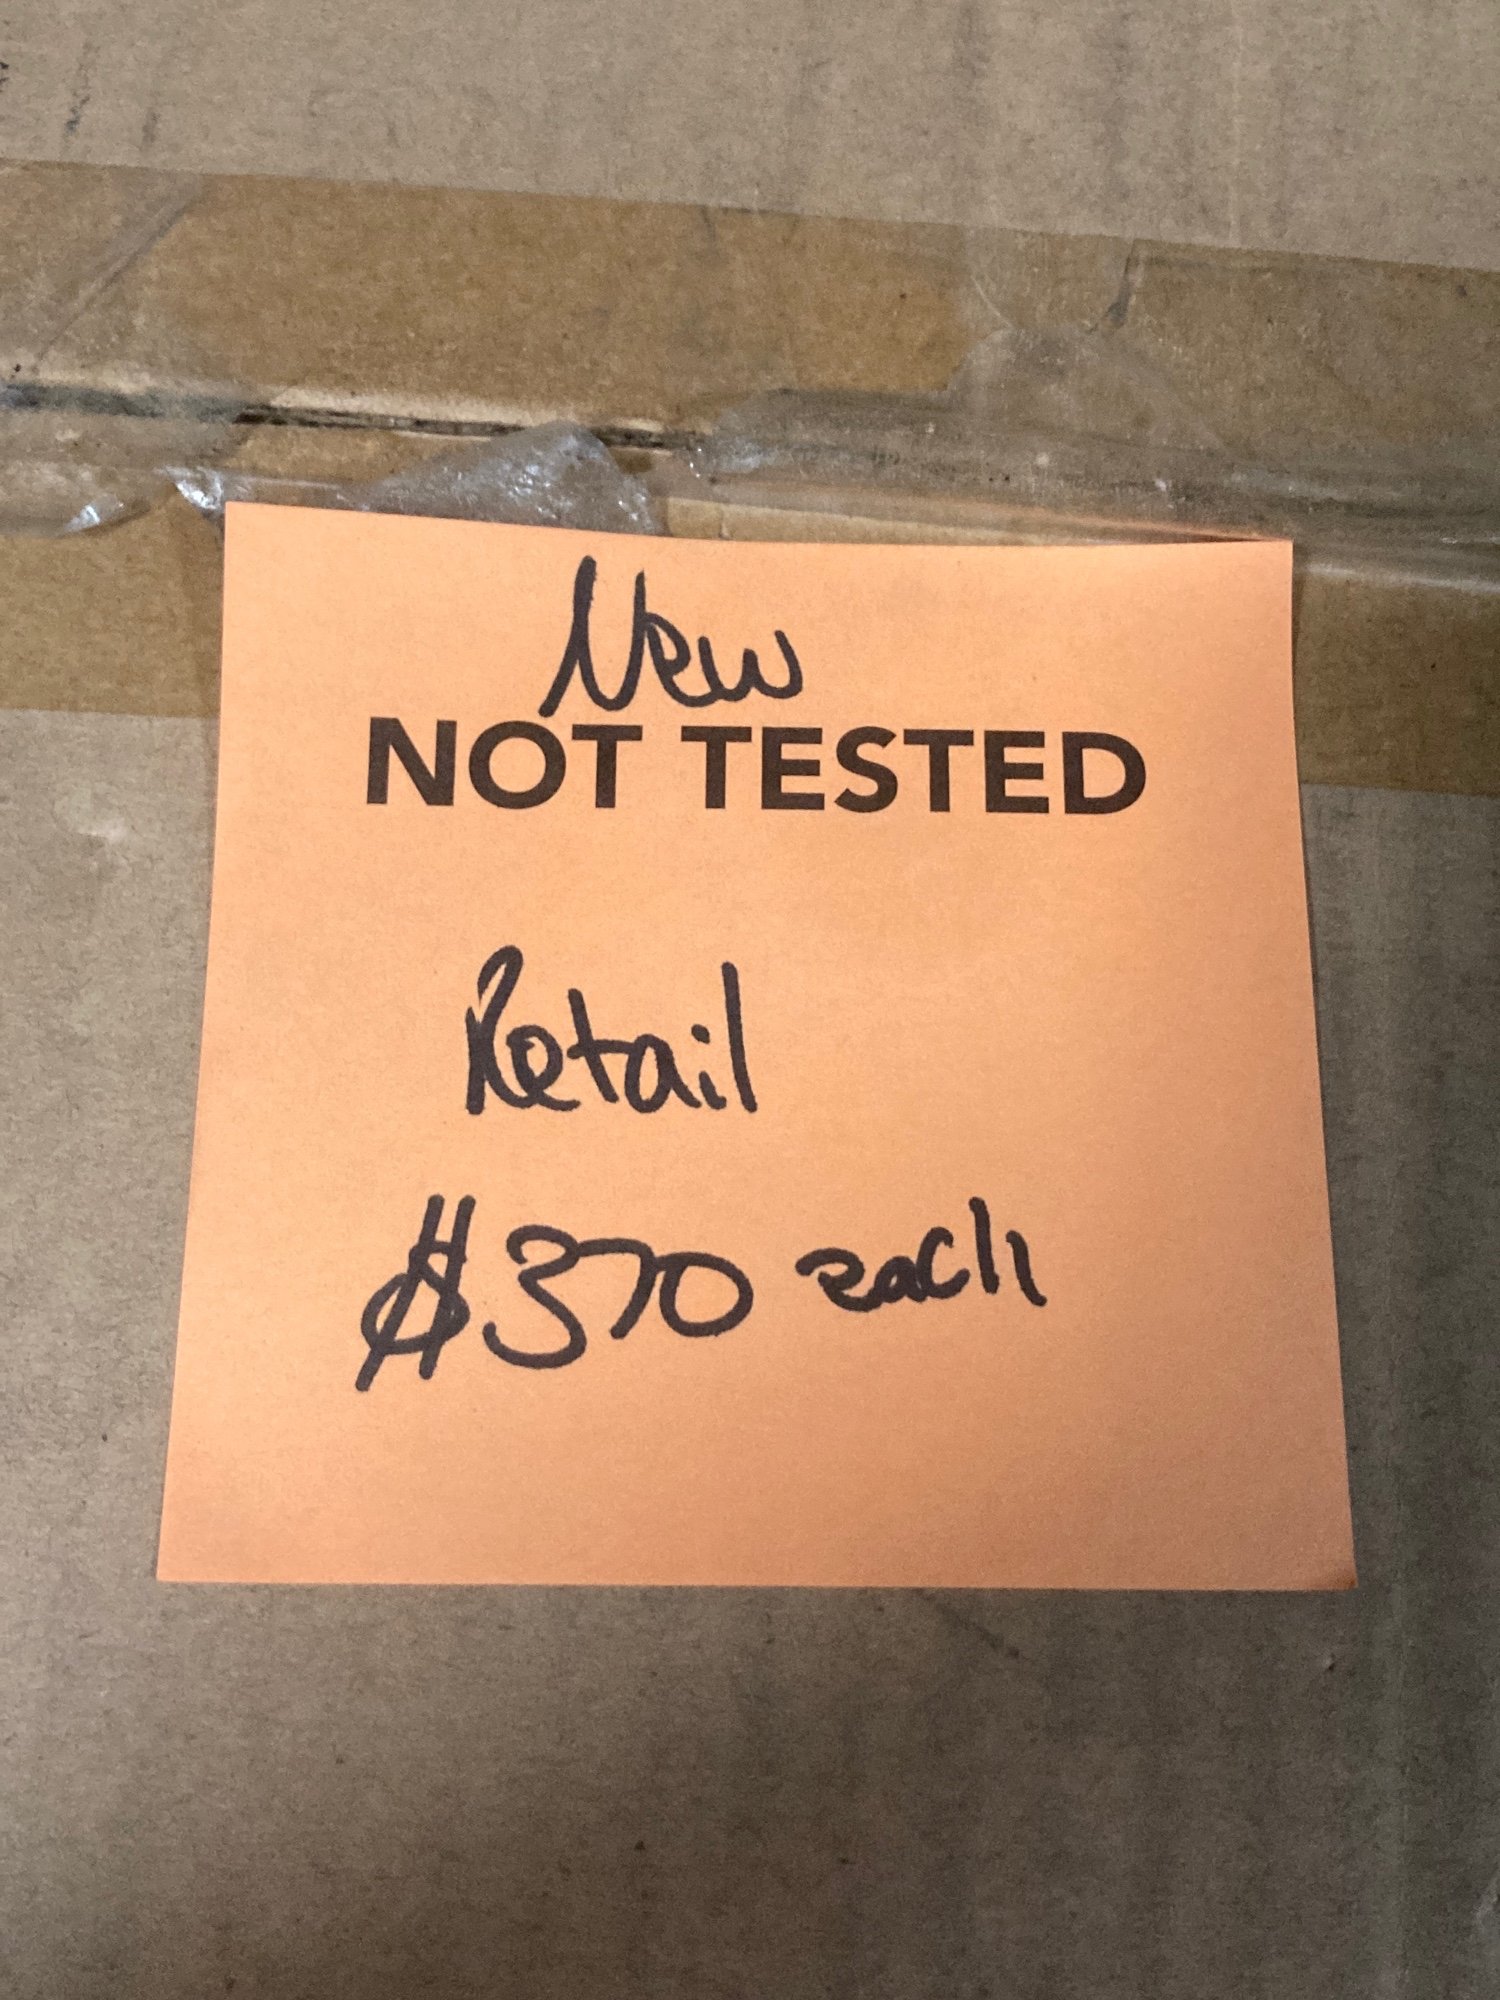 New
NOT TESTED
Retail
$370 each